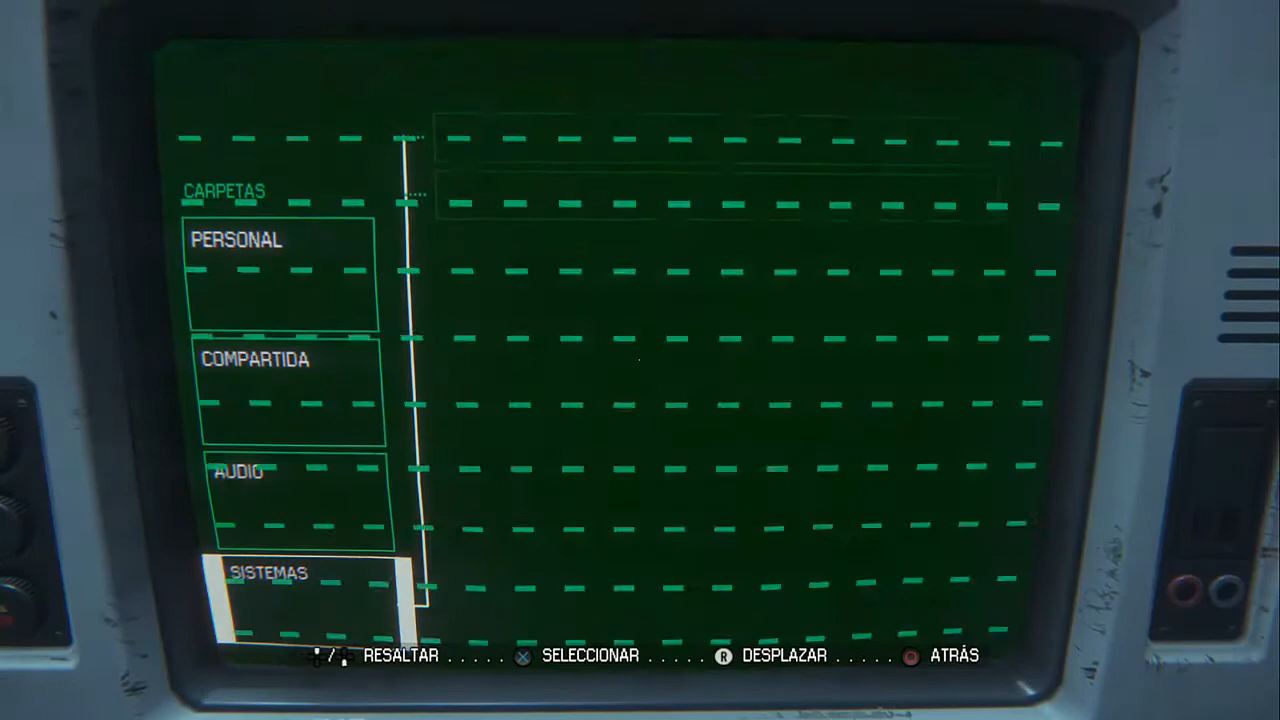 CARPETAS
PERSONAL
COMPARTIDA
AUDIO
SISTEMAS
/ RESALTAR ..... SELECCIONAR ..... R DESPLAZAR ..... ATRÁS